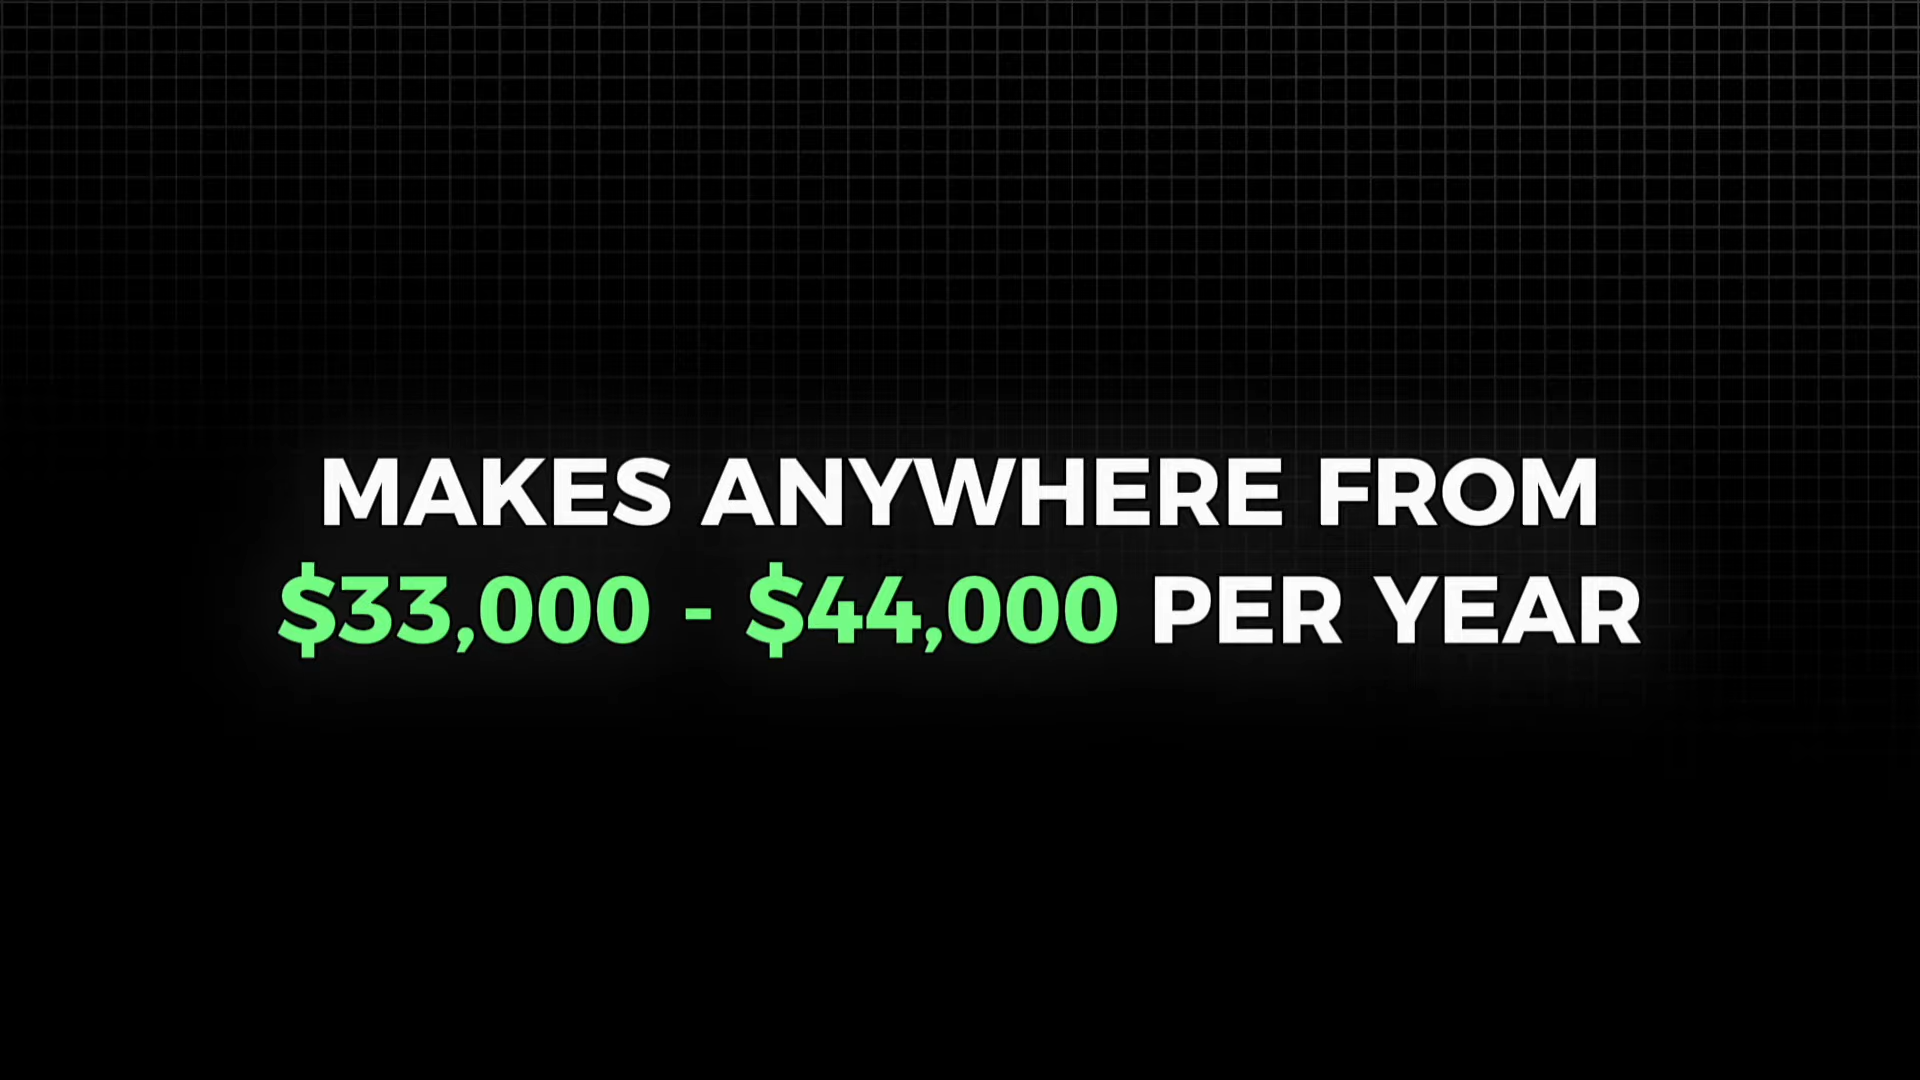 MAKES ANYWHERE FROM
$33,000 - $44,000 PER YEAR